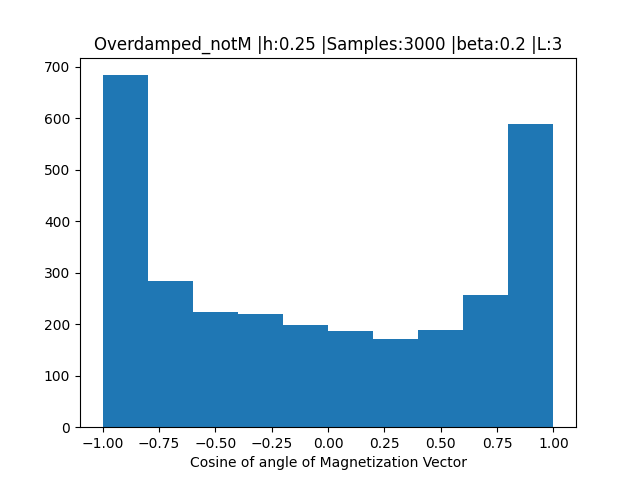 Overdamped_notM |h:0.25 |Samples:3000 |beta:0.2 |L:3
700
600
500
400
300
200
100
0
−1.00 −0.75 −0.50 −0.25 0.00 0.25 0.50 0.75 1.00
Cosine of angle of Magnetization Vector